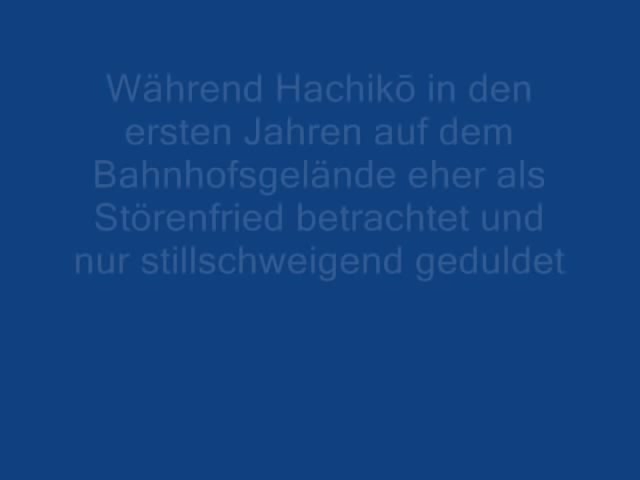 Während Hachikō in den
ersten Jahren auf dem
Bahnhofsgelände eher als
Störenfried betrachtet und
nur stillschweigend geduldet